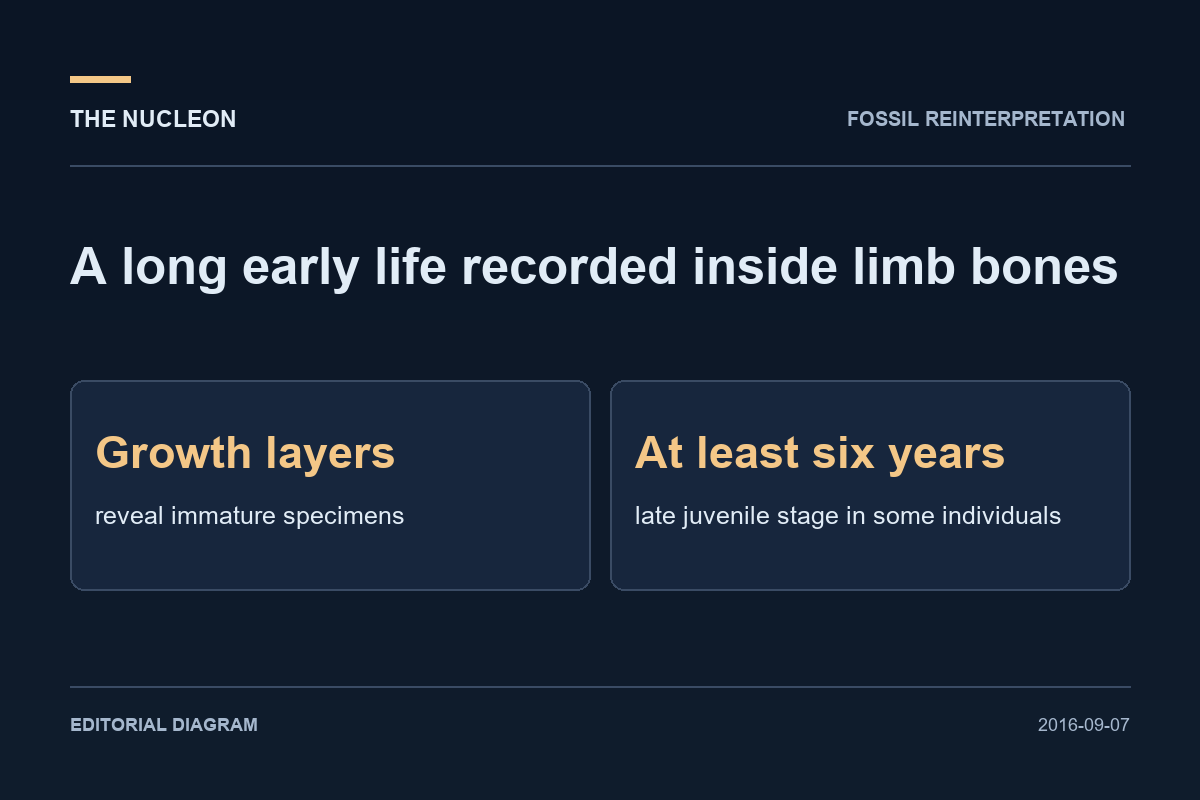 THE NUCLEON
FOSSIL REINTERPRETATION
A long early life recorded inside limb bones
Growth layers
reveal immature specimens
At least six years
late juvenile stage in some individuals
EDITORIAL DIAGRAM
2016-09-07